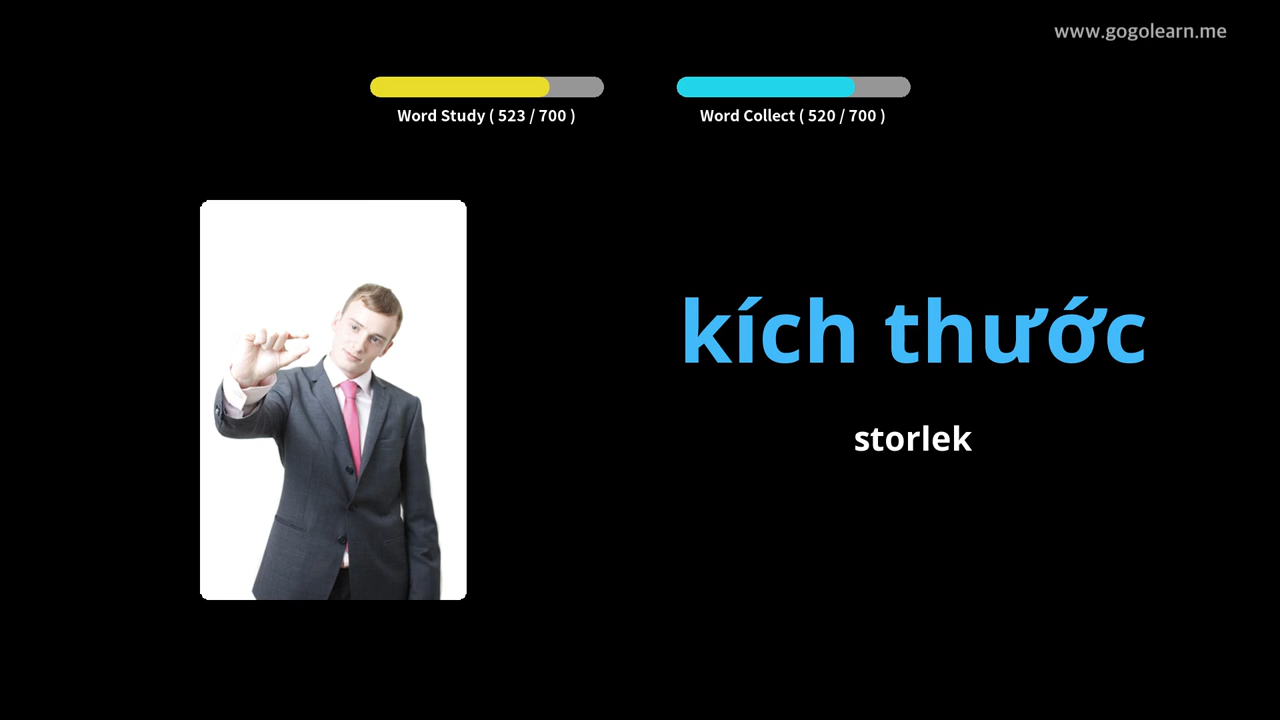 www.gogolearn.me
Word Study ( 523 / 700 )
Word Collect ( 520 / 700 )
kích thước
storlek